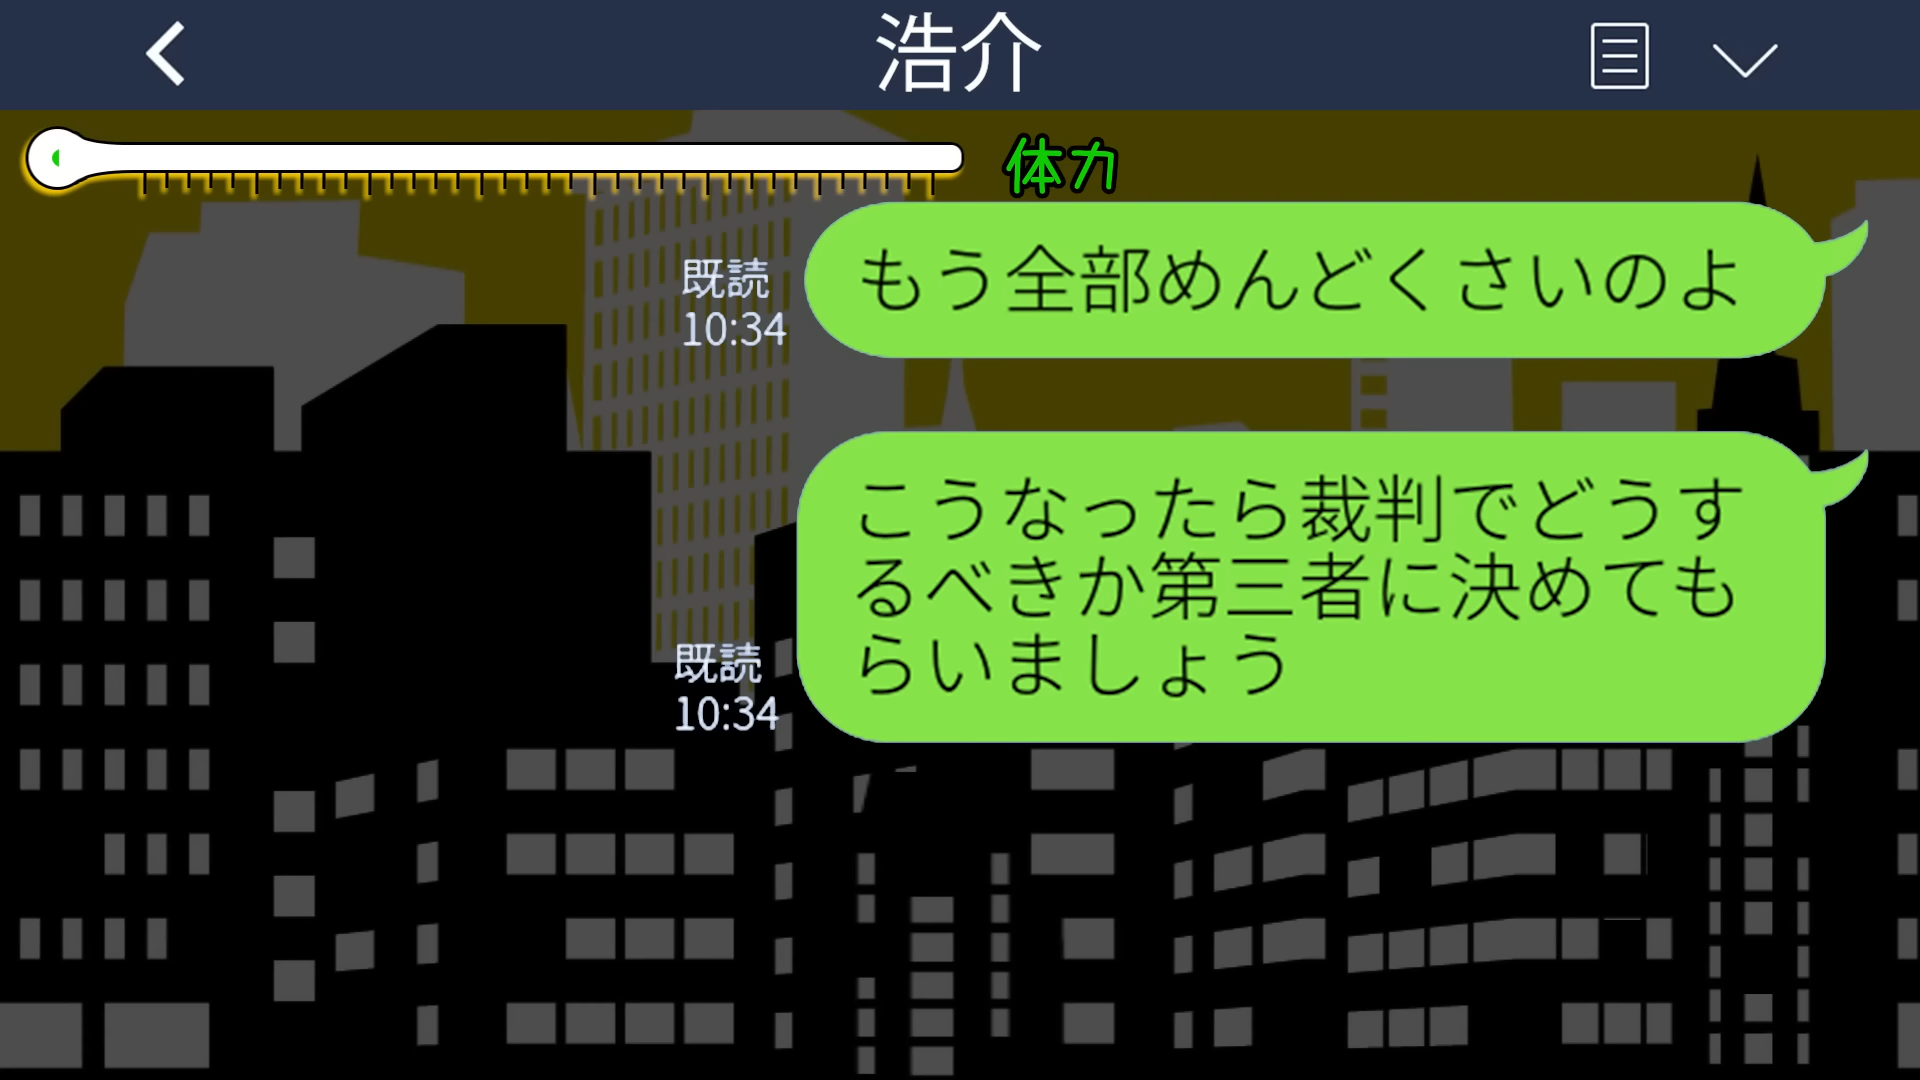 浩介
体力
もう全部めんどくさいのよ
既読
10:34
こうなったら裁判でどうす
るべきか第三者に決めても
らいましょう
既読
10:34